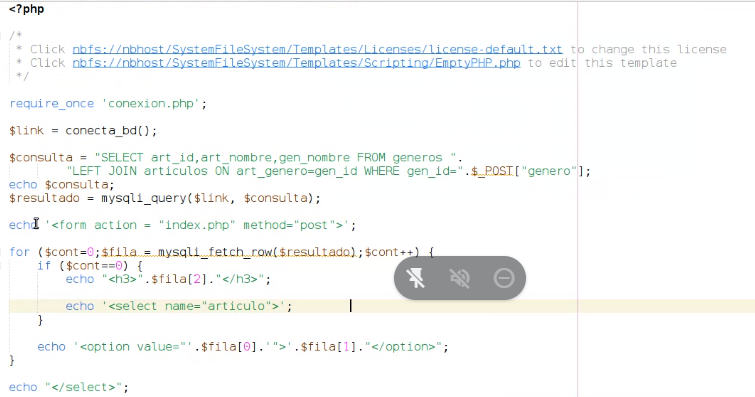 <?php
/*
* Click nbfs://nbhost/SystemFileSystem/Templates/Licenses/license-default.txt to change this license
* Click nbfs://nbhost/SystemFileSystem/Templates/Scripting/EmptyPHP.php to edit this template
*/
require_once 'conexion.php';
$link = conecta_bd();
$consulta = "SELECT art_id,art_nombre,gen_nombre FROM generos ".
"LEFT JOIN articulos ON art_genero=gen_id WHERE gen_id=".$_POST["genero"];
echo $consulta;
$resultado = mysqli_query($link, $consulta);
echo '<form action = "index.php" method="post">';
for ($cont=0;$fila = mysqli_fetch_row($resultado);$cont++) {
if ($cont==0) {
echo "<h3>".$fila[2]."</h3>";
echo '<select name="articulo">';
}
echo '<option value="'.$fila[0].'">'.$fila[1]."</option>";
}
echo "</select>";